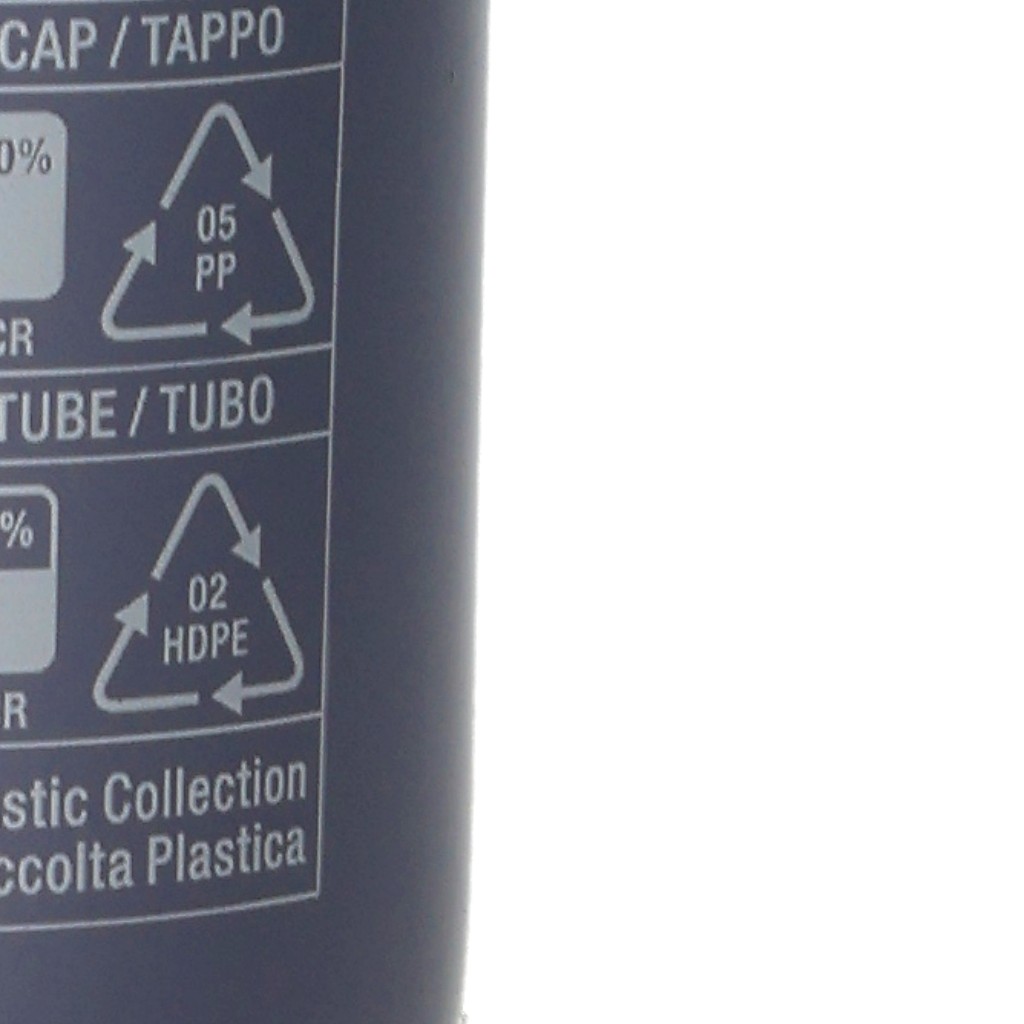 CAP / TAPPO
0%
05
PP
CR
TUBE / TUBO
%
02
HDPE
R
stic Collection
ccolta Plastica